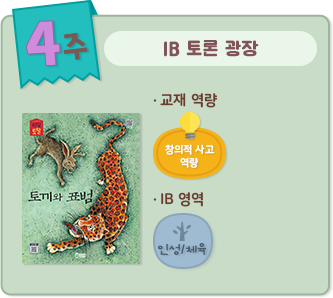 4주
IB 토론 광장
· 교재 역량
창의적 사고
역량
토끼와 표범
· IB 영역
인성/체육